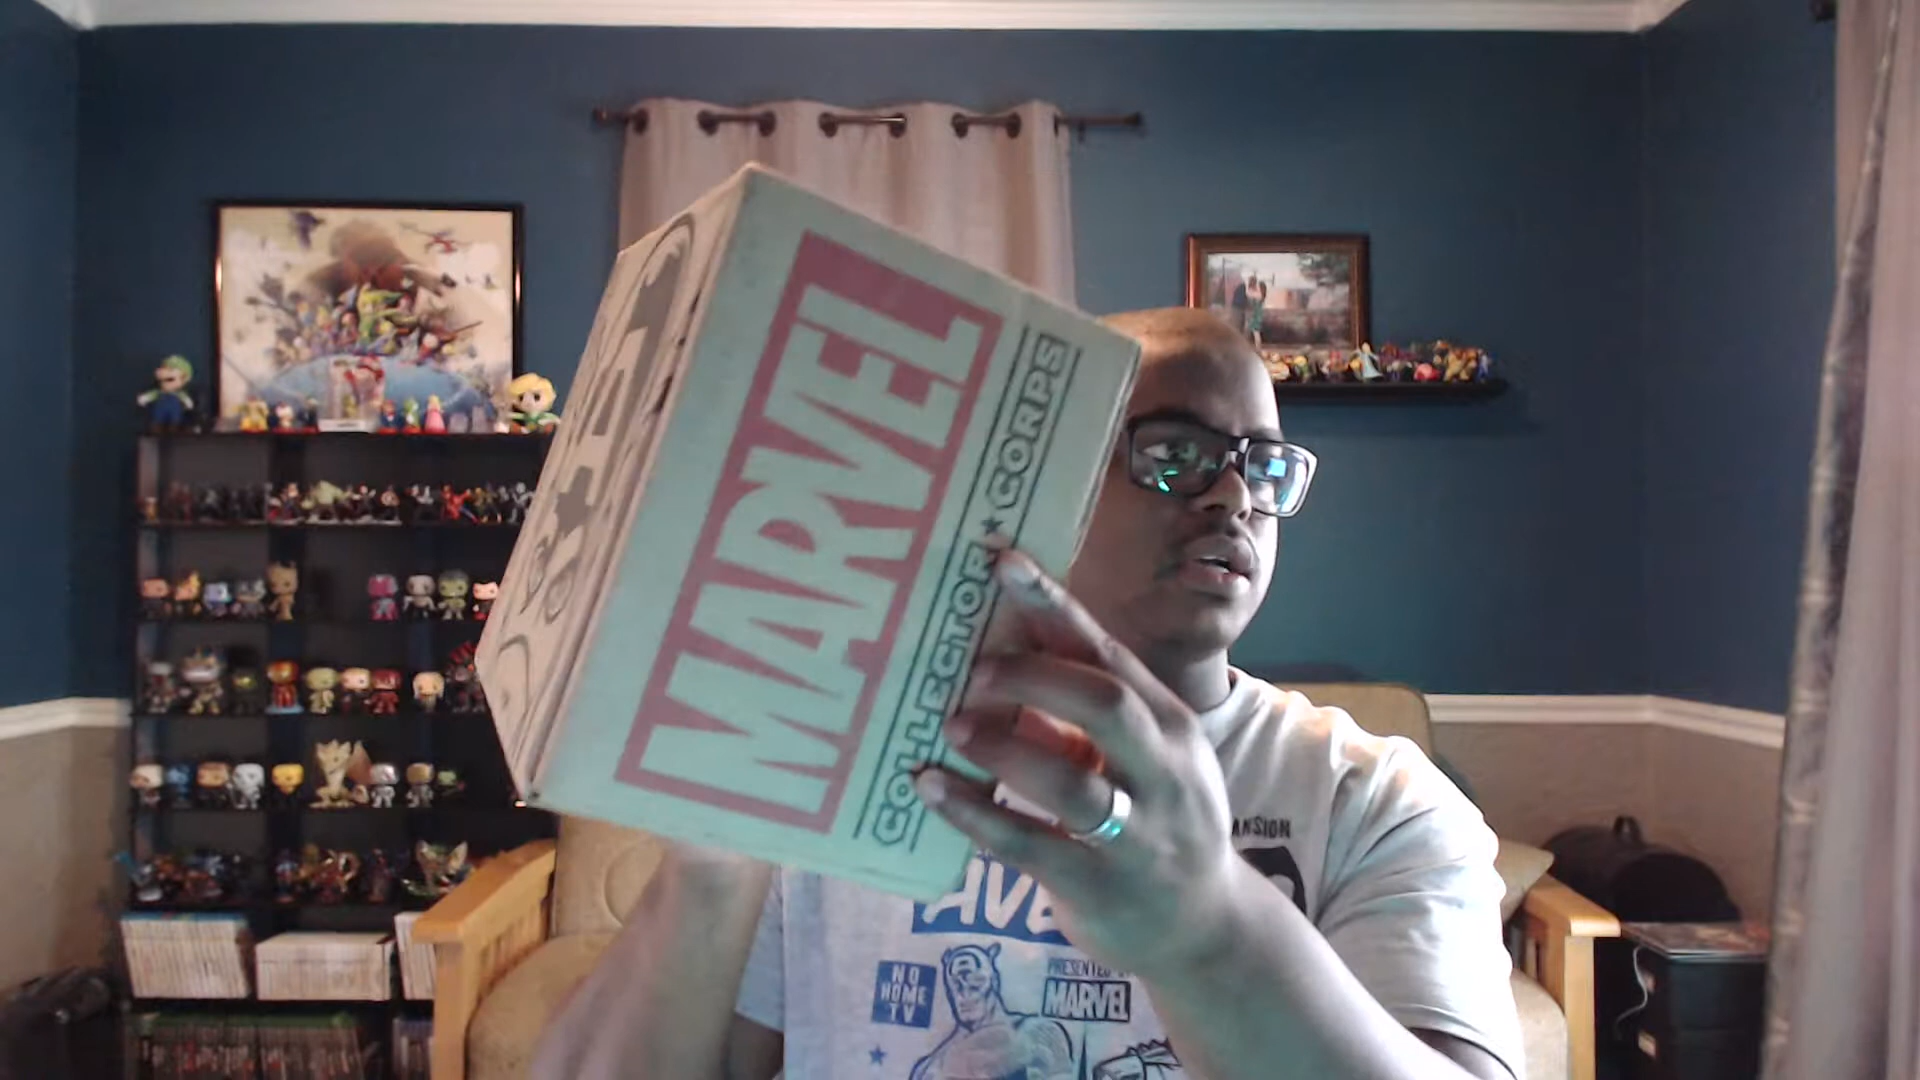 MARVEL
COLLECTOR ★ CORPS
ANSION
AVE
NO
HOME
TV
PRESENTED
MARVEL